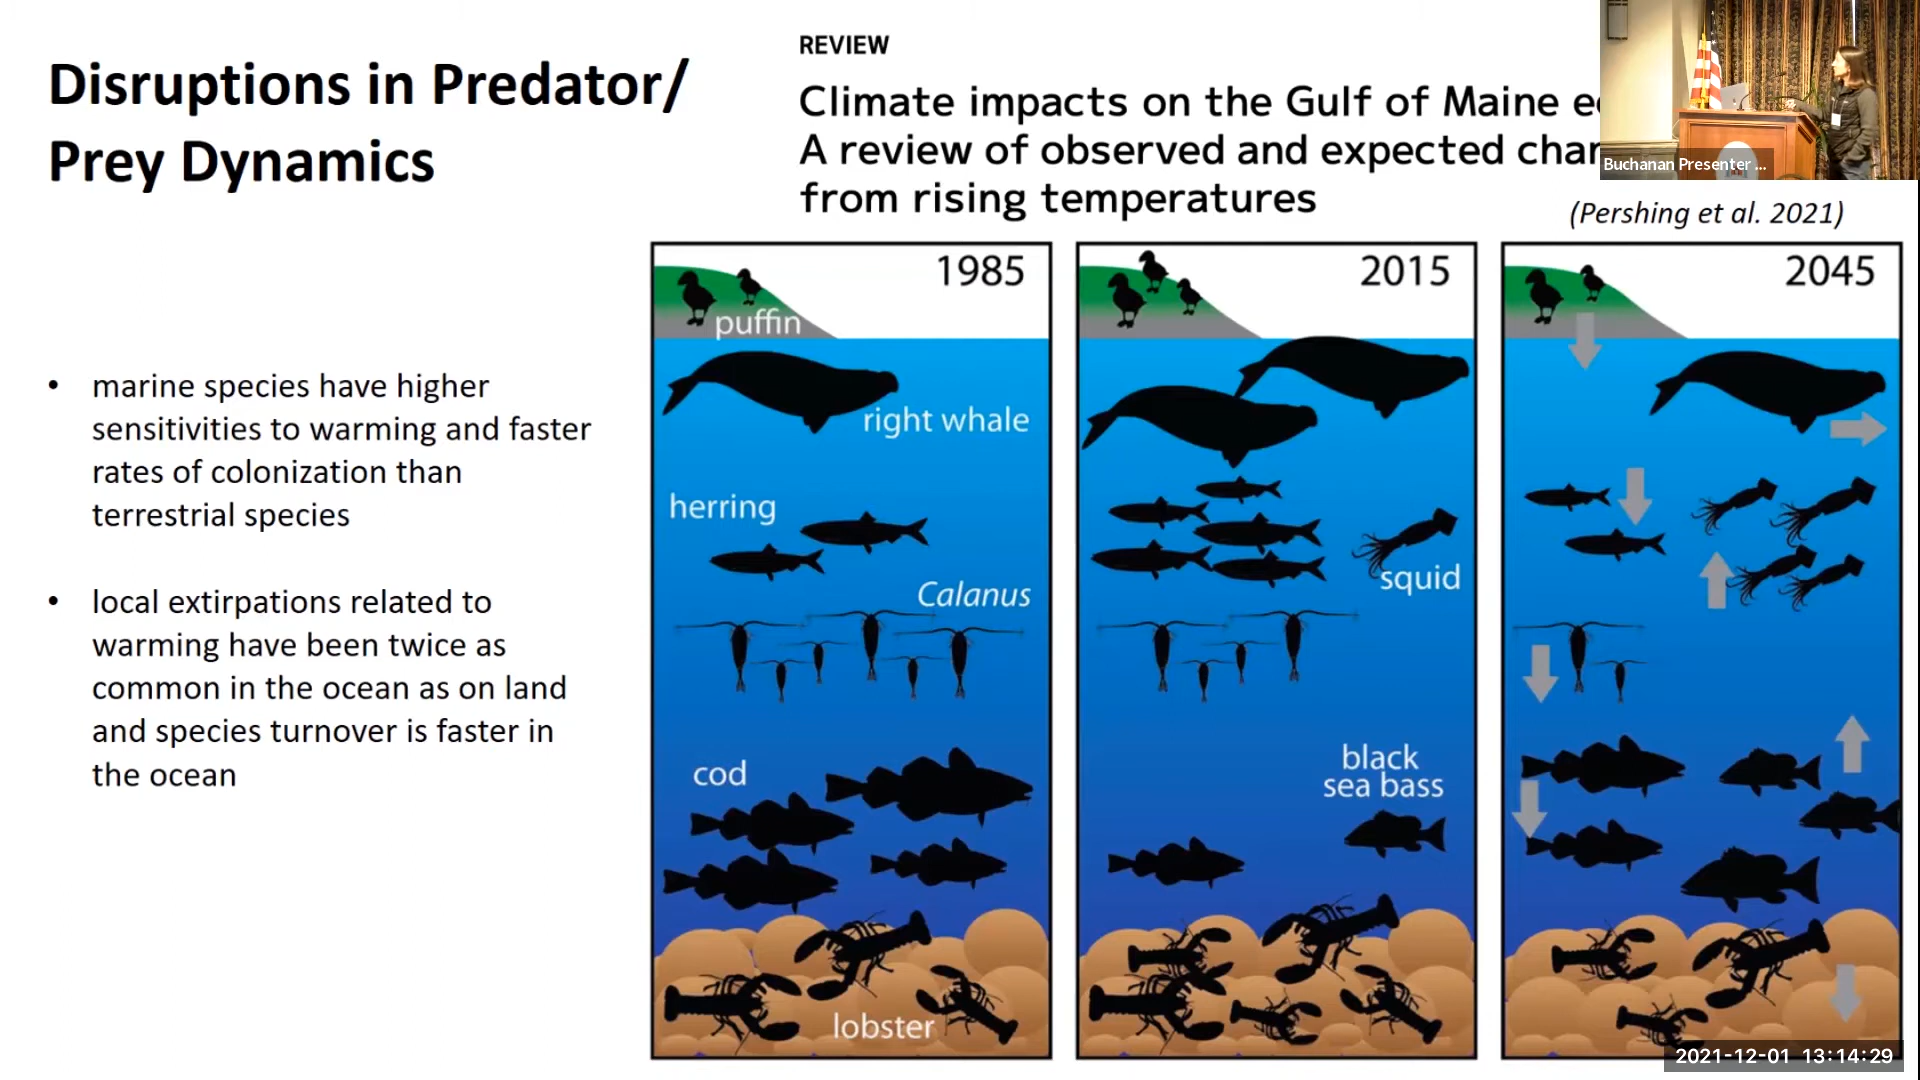 Disruptions in Predator/
Prey Dynamics
REVIEW
Climate impacts on the Gulf of Maine
A review of observed and expected
from rising temperatures
Buchanan Presenter ...
(Pershing et al. 2021)
• marine species have higher
sensitivities to warming and faster
rates of colonization than
terrestrial species
• local extirpations related to
warming have been twice as
common in the ocean as on land
and species turnover is faster in
the ocean
1985
puffin
right whale
herring
Calanus
cod
lobster
2015
squid
black
sea bass
2045
2021-12-01 13:14:29